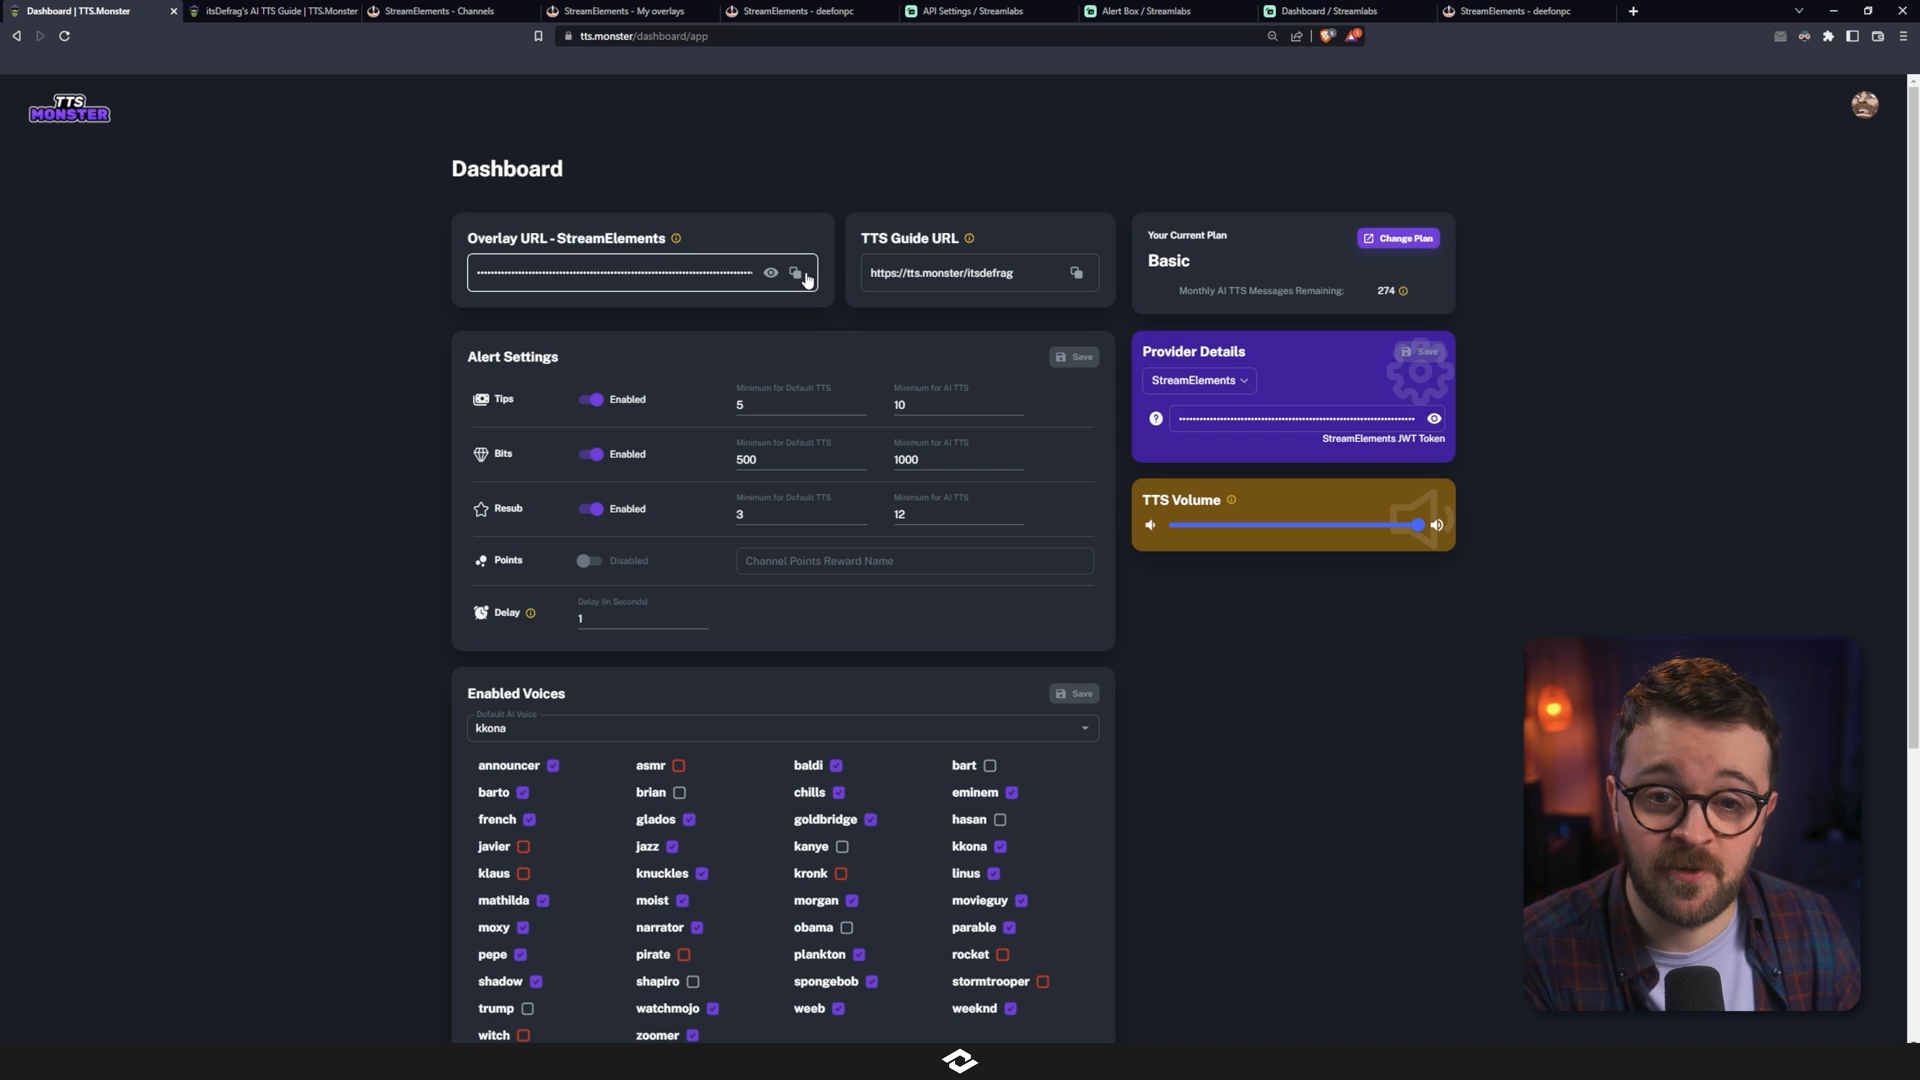 Dashboard | TTS.Monster
itsDefrag's AI TTS Guide | TTS.Monster
StreamElements - Channels
StreamElements - My overlays
StreamElements - deefonpc
API Settings / Streamlabs
Alert Box / Streamlabs
Dashboard / Streamlabs
StreamElements - deefonpc
tts.monster/dashboard/app
TTS
MONSTER
Dashboard
Overlay URL - StreamElements
TTS Guide URL
https://tts.monster/itsdefrag
Your Current Plan
Change Plan
Basic
Monthly AI TTS Messages Remaining: 274
Alert Settings
Save
Tips
Enabled
Minimum for Default TTS
5
Minimum for AI TTS
10
Bits
Enabled
Minimum for Default TTS
500
Minimum for AI TTS
1000
Resub
Enabled
Minimum for Default TTS
3
Minimum for AI TTS
12
Points
Disabled
Channel Points Reward Name
Delay
Delay (In Seconds)
1
Provider Details
Save
StreamElements
StreamElements JWT Token
TTS Volume
Enabled Voices
Save
Default AI Voice
kkona
announcer asmr baldi bart
barto brian chills eminem
french glados goldbridge hasan
javier jazz kanye kkona
klaus knuckles kronk linus
mathilda moist morgan movieguy
moxy narrator obama parable
pepe pirate plankton rocket
shadow shapiro spongebob stormtrooper
trump watchmojo weeb weeknd
witch zoomer